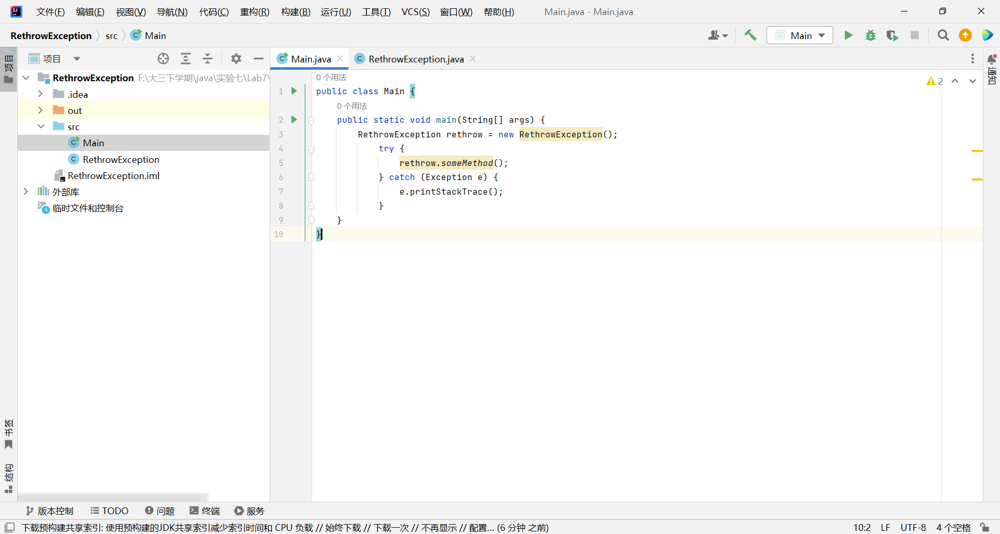 文件(F) 编辑(E) 视图(V) 导航(N) 代码(C) 重构(R) 构建(B) 运行(U) 工具(T) VCS(S) 窗口(W) 帮助(H) Main.java - Main.java
RethrowException src Main
Main
项目
Main.java
RethrowException.java
项目
RethrowException F:\大三下学期\java\实验七\Lab7\
.idea
out
src
Main
RethrowException
RethrowException.iml
外部库
临时文件和控制台
0 个用法
1 public class Main {
0 个用法
2 public static void main(String[] args) {
3 RethrowException rethrow = new RethrowException();
4 try {
5 rethrow.someMethod();
6 } catch (Exception e) {
7 e.printStackTrace();
8 }
9 }
10 }
2
通知
书签
结构
版本控制 TODO 问题 终端 服务
下载预构建共享索引: 使用预构建的JDK共享索引减少索引时间和 CPU 负载 // 始终下载 // 下载一次 // 不再显示 // 配置... (6 分钟 之前) 10:2 LF UTF-8 4 个空格